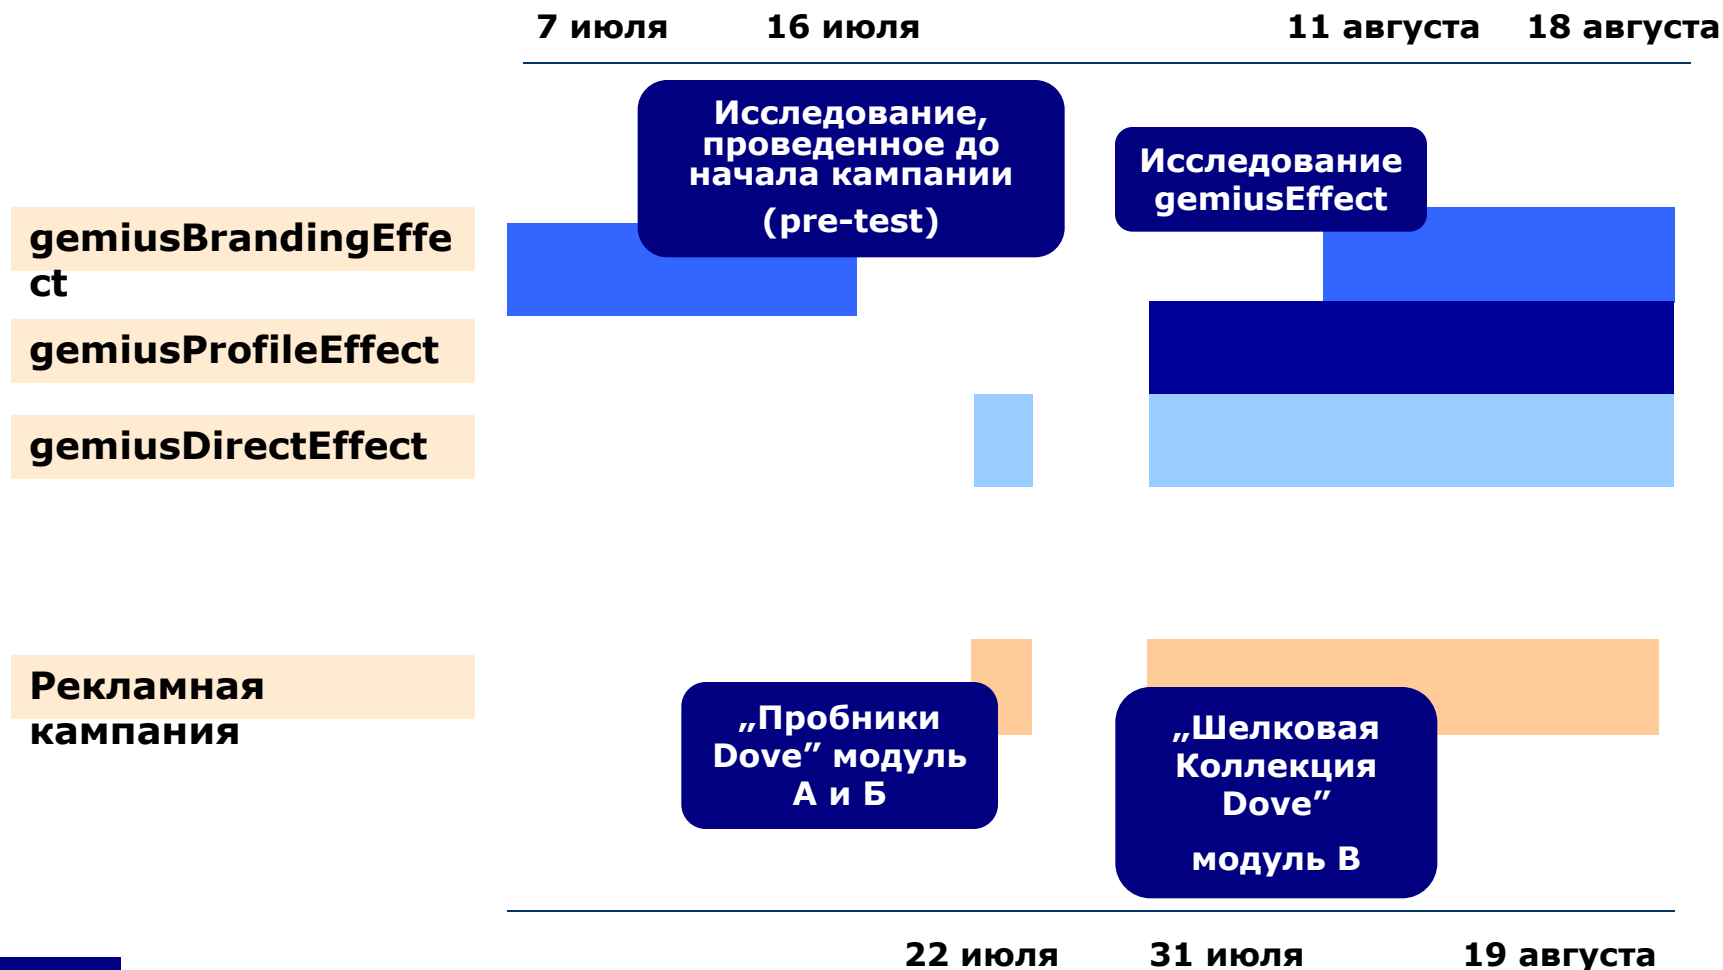 7 июля 16 июля 11 августа 18 августа
Исследование,
проведенное до
начала кампании
(pre-test)
Исследование
gemiusEffect
gemiusBrandingEffe
ct
gemiusProfileEffect
gemiusDirectEffect
Рекламная
кампания
„Пробники
Dove” модуль
А и Б
„Шелковая
Коллекция
Dove”
модуль В
22 июля 31 июля 19 августа